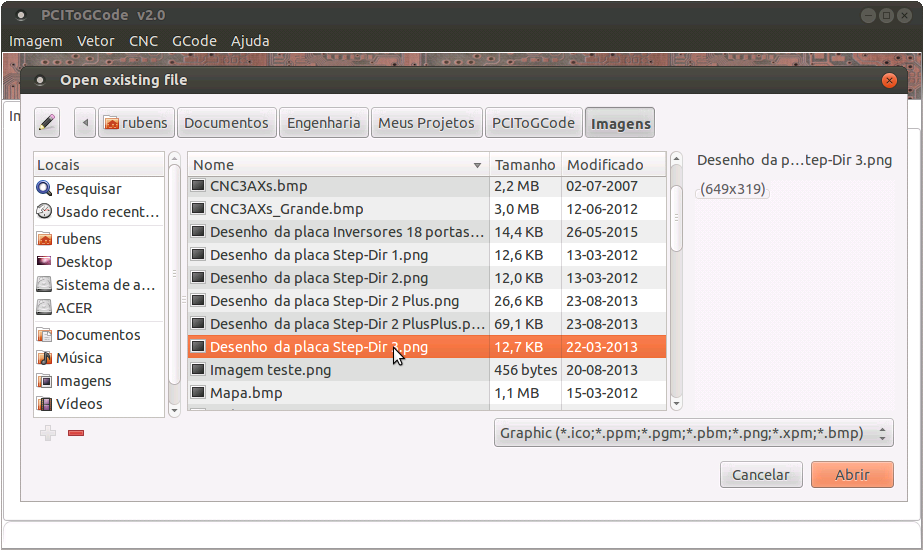 PCIToGCode v2.0
Imagem Vetor CNC GCode Ajuda
Open existing file
rubens Documentos Engenharia Meus Projetos PCIToGCode Imagens
Locais
Pesquisar
Usado recent...
rubens
Desktop
Sistema de a...
ACER
Documentos
Música
Imagens
Vídeos
Nome Tamanho Modificado
CNC3AXs.bmp 2,2 MB 02-07-2007
CNC3AXs_Grande.bmp 3,0 MB 12-06-2012
Desenho da placa Inversores 18 portas... 14,4 KB 26-05-2015
Desenho da placa Step-Dir 1.png 12,6 KB 13-03-2012
Desenho da placa Step-Dir 2.png 12,0 KB 13-03-2012
Desenho da placa Step-Dir 2 Plus.png 26,6 KB 23-08-2013
Desenho da placa Step-Dir 2 PlusPlus.p... 69,1 KB 23-08-2013
Desenho da placa Step-Dir 3.png 12,7 KB 22-03-2013
Imagem teste.png 456 bytes 20-08-2013
Mapa.bmp 1,1 MB 15-03-2012
Desenho da p...tep-Dir 3.png
(649x319)
Graphic (*.ico;*.ppm;*.pgm;*.pbm;*.png;*.xpm;*.bmp)
Cancelar Abrir